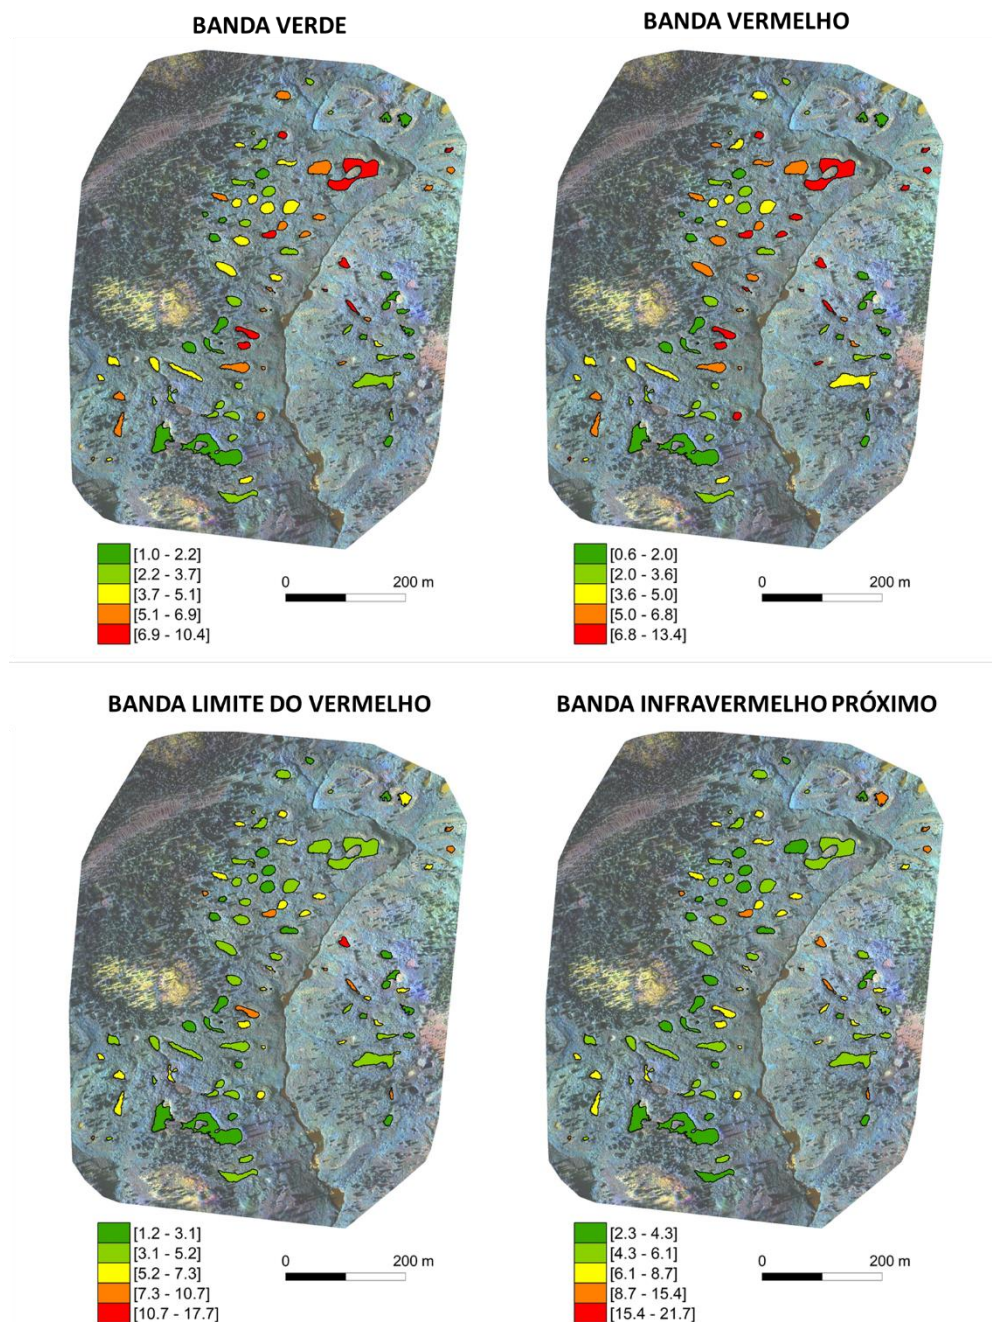 BANDA VERDE
BANDA VERMELHO
[1.0 - 2.2]
[2.2 - 3.7]
[3.7 - 5.1]
[5.1 - 6.9]
[6.9 - 10.4]
0 200 m
[0.6 - 2.0]
[2.0 - 3.6]
[3.6 - 5.0]
[5.0 - 6.8]
[6.8 - 13.4]
0 200 m
BANDA LIMITE DO VERMELHO
BANDA INFRAVERMELHO PRÓXIMO
[1.2 - 3.1]
[3.1 - 5.2]
[5.2 - 7.3]
[7.3 - 10.7]
[10.7 - 17.7]
0 200 m
[2.3 - 4.3]
[4.3 - 6.1]
[6.1 - 8.7]
[8.7 - 15.4]
[15.4 - 21.7]
0 200 m